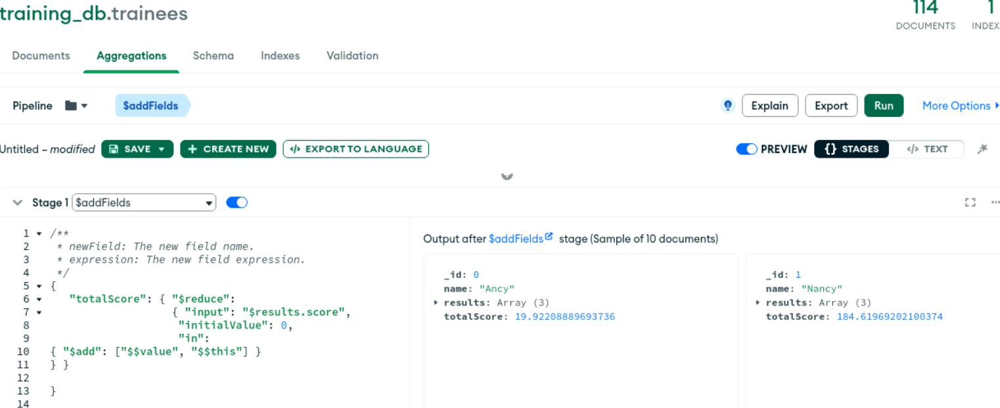 training_db.trainees
114
DOCUMENTS
1
INDEX
Documents
Aggregations
Schema
Indexes
Validation
Pipeline
$addFields
Explain
Export
Run
More Options
Untitled – modified
SAVE
CREATE NEW
</> EXPORT TO LANGUAGE
PREVIEW
{} STAGES
</> TEXT
Stage 1
$addFields
1 /**
2 * newField: The new field name.
3 * expression: The new field expression.
4 */
5 {
6 "totalScore": { "$reduce":
7 { "input": "$results.score",
8 "initialValue": 0,
9 "in":
10 { "$add": ["$$value", "$$this"] }
11 } }
12
13 }
14
Output after $addFields stage (Sample of 10 documents)
_id: 0
name: "Ancy"
results: Array (3)
totalScore: 19.92208889693736
_id: 1
name: "Nancy"
results: Array (3)
totalScore: 184.61969202100374